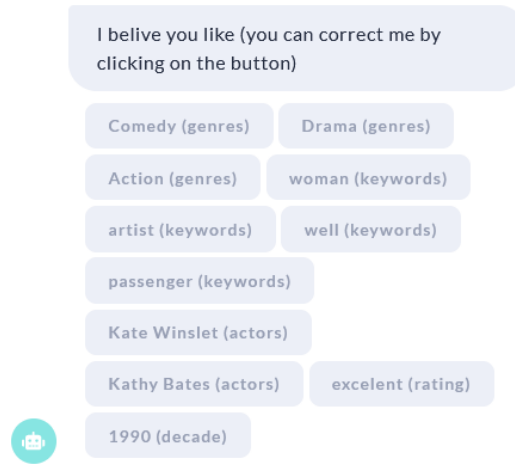 I belive you like (you can correct me by
clicking on the button)
Comedy (genres) Drama (genres)
Action (genres) woman (keywords)
artist (keywords) well (keywords)
passenger (keywords)
Kate Winslet (actors)
Kathy Bates (actors) excelent (rating)
1990 (decade)